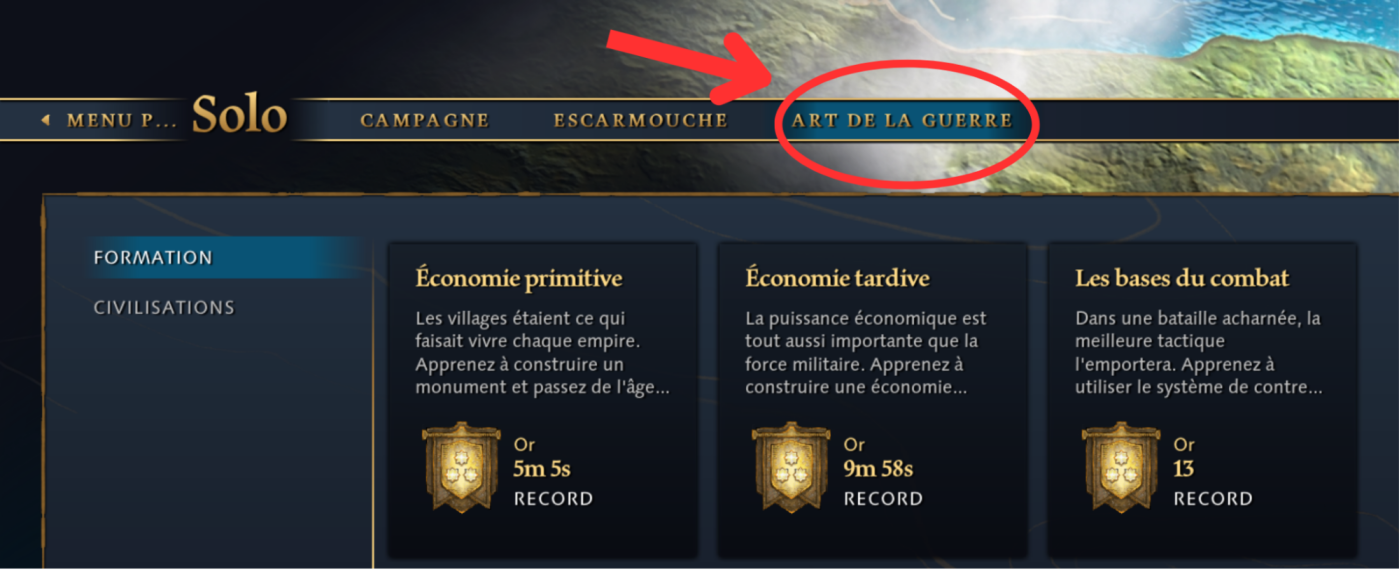 MENU P...
Solo
CAMPAGNE
ESCARMOUCHE
ART DE LA GUERRE
FORMATION
CIVILISATIONS
Économie primitive
Les villages étaient ce qui
faisait vivre chaque empire.
Apprenez à construire un
monument et passez de l'âge...
Or
5m 5s
RECORD
Économie tardive
La puissance économique est
tout aussi importante que la
force militaire. Apprenez à
construire une économie...
Or
9m 58s
RECORD
Les bases du combat
Dans une bataille acharnée, la
meilleure tactique
l'emportera. Apprenez à
utiliser le système de contre...
Or
13
RECORD